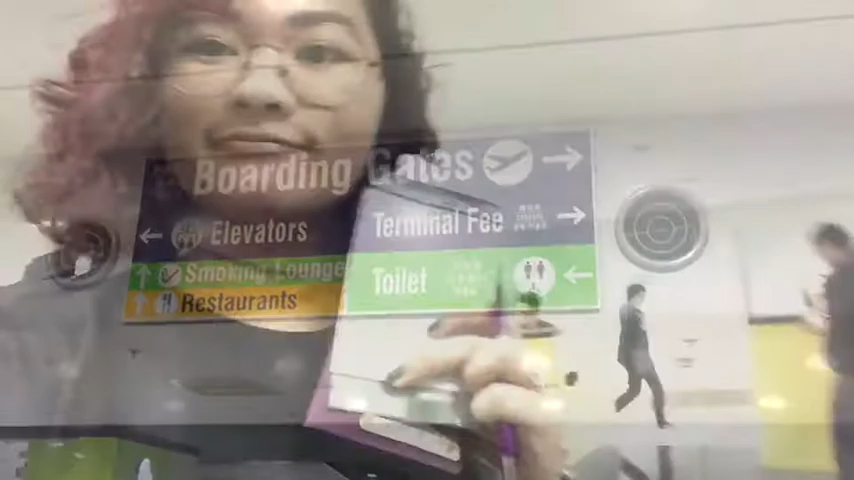 Boarding Gates
Elevators
Terminal Fee
Smoking Lounge
Toilet
Restaurants